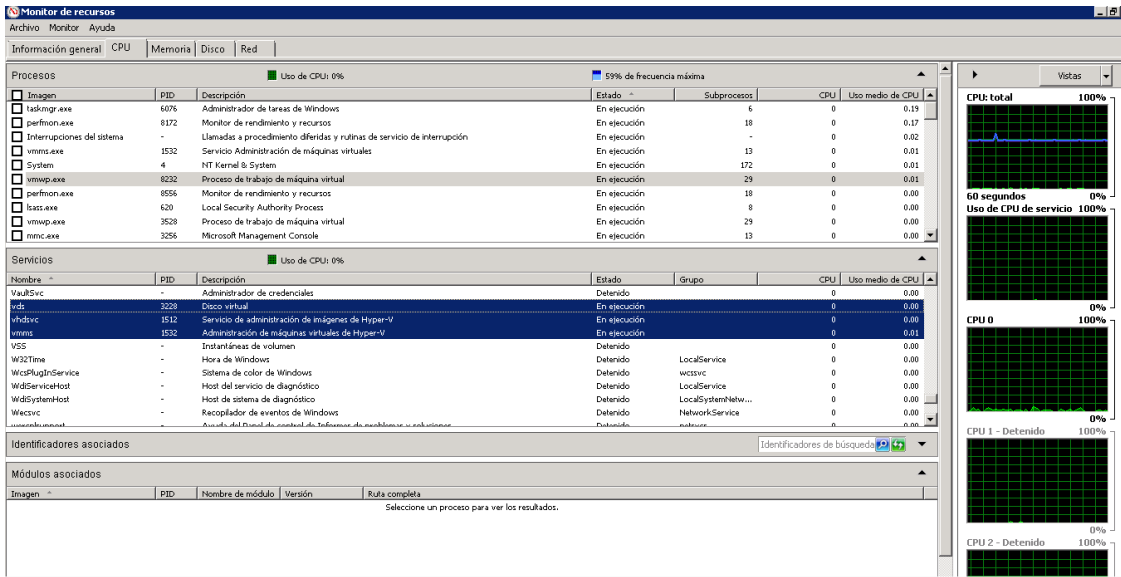 Monitor de recursos
Archivo Monitor Ayuda
Información general CPU Memoria Disco Red
Procesos Uso de CPU: 0% 59% de frecuencia máxima
Imagen PID Descripción Estado Subprocesos CPU Uso medio de CPU
taskmgr.exe 6076 Administrador de tareas de Windows En ejecución 6 0 0.19
perfmon.exe 8172 Monitor de rendimiento y recursos En ejecución 18 0 0.17
Interrupciones del sistema - Llamadas a procedimiento diferidas y rutinas de servicio de interrupción En ejecución - 0 0.02
vmms.exe 1532 Servicio Administración de máquinas virtuales En ejecución 13 0 0.01
System 4 NT Kernel & System En ejecución 172 0 0.01
vmwp.exe 8232 Proceso de trabajo de máquina virtual En ejecución 29 0 0.01
perfmon.exe 8556 Monitor de rendimiento y recursos En ejecución 18 0 0.00
lsass.exe 620 Local Security Authority Process En ejecución 8 0 0.00
vmwp.exe 3528 Proceso de trabajo de máquina virtual En ejecución 29 0 0.00
mmc.exe 3256 Microsoft Management Console En ejecución 13 0 0.00
Servicios Uso de CPU: 0%
Nombre PID Descripción Estado Grupo CPU Uso medio de CPU
VaultSvc - Administrador de credenciales Detenido 0 0.00
vds 3228 Disco virtual En ejecución 0 0.00
vhdsvc 1512 Servicio de administración de imágenes de Hyper-V En ejecución 0 0.00
vmms 1532 Administración de máquinas virtuales de Hyper-V En ejecución 0 0.01
VSS - Instantáneas de volumen Detenido 0 0.00
W32Time - Hora de Windows Detenido LocalService 0 0.00
WcsPlugInService - Sistema de color de Windows Detenido wcssvc 0 0.00
WdiServiceHost - Host del servicio de diagnóstico Detenido LocalService 0 0.00
WdiSystemHost - Host de sistema de diagnóstico Detenido LocalSystemNetw... 0 0.00
Wecsvc - Recopilador de eventos de Windows Detenido NetworkService 0 0.00
wercplsupport - Ayuda del Panel de control de Informes de problemas y soluciones Detenido netsvcs 0 0.00
Identificadores asociados Identificadores de búsqueda
Módulos asociados
Imagen PID Nombre de módulo Versión Ruta completa
Seleccione un proceso para ver los resultados.
Vistas
CPU: total 100%
60 segundos 0%
Uso de CPU de servicio 100%
0%
CPU 0 100%
0%
CPU 1 - Detenido 100%
0%
CPU 2 - Detenido 100%